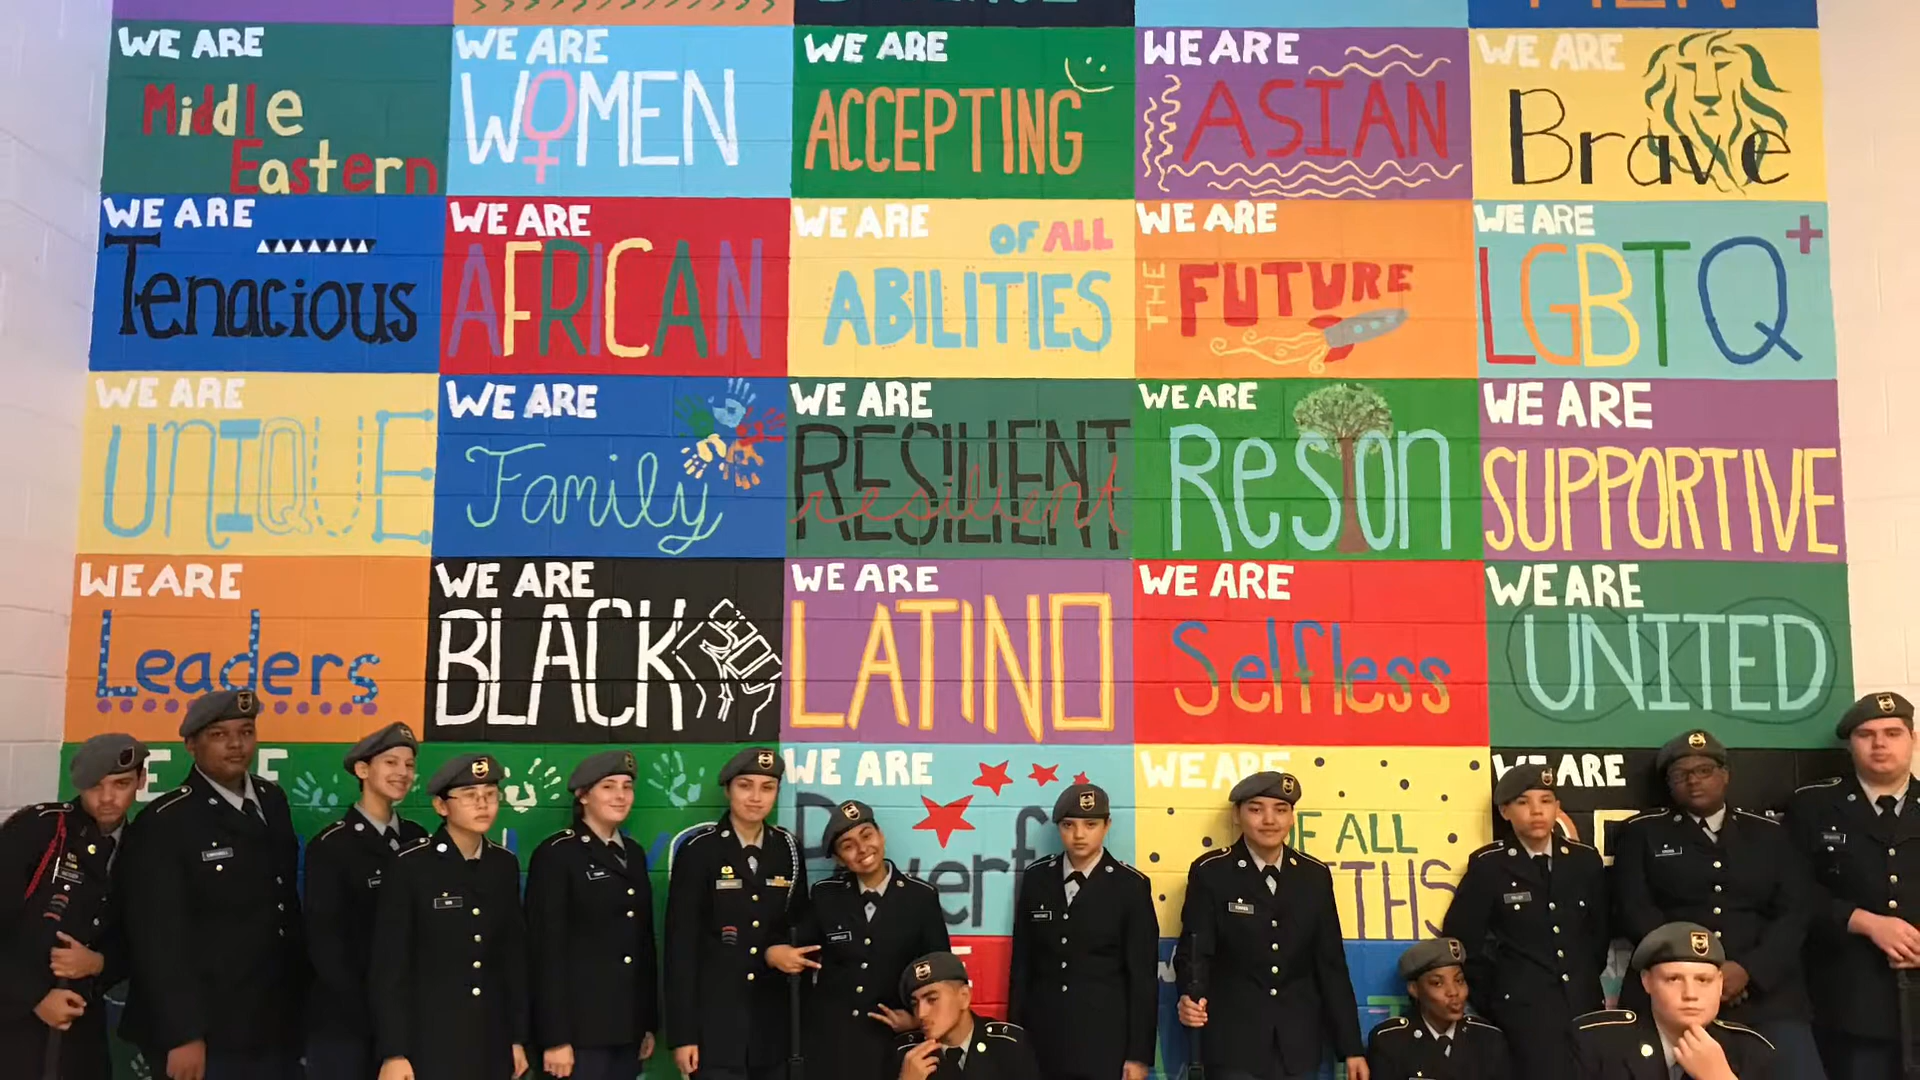 MEN
WE ARE
Middle
Eastern
WE ARE
WOMEN
WE ARE
ACCEPTING
WE ARE
ASIAN
WE ARE
Brave
WE ARE
Tenacious
WE ARE
AFRICAN
WE ARE
OF ALL
ABILITIES
WE ARE
THE FUTURE
WE ARE
LGBTQ+
WE ARE
UNIQUE
WE ARE
Family
WE ARE
RESILIENT
resilient
WE ARE
Reson
WE ARE
SUPPORTIVE
WE ARE
Leaders
WE ARE
BLACK
WE ARE
LATINO
WE ARE
Selfless
WE ARE
UNITED
WE ARE
WE ARE
OF ALL
WE ARE